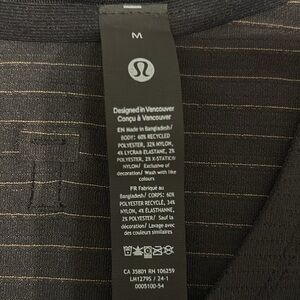 M
Designed in Vancouver
Conçu à Vancouver
EN Made in Bangladesh/
BODY: 60% RECYCLED
POLYESTER, 32% NYLON,
4% LYCRA® ELASTANE, 2%
POLYESTER, 2% X-STATIC®
NYLON/ Exclusive of
decoration/ Wash with like
colours
FR Fabriqué au
Bangladesh/ CORPS: 60%
POLYESTER RECYCLÉ, 34%
NYLON, 4% ÉLASTHANNE,
2% POLYESTER/ Sauf la
décoration/ Lavage avec
des couleurs similaires
CA 35801 RN 106259
LM1279S / 24-1
0005100-54